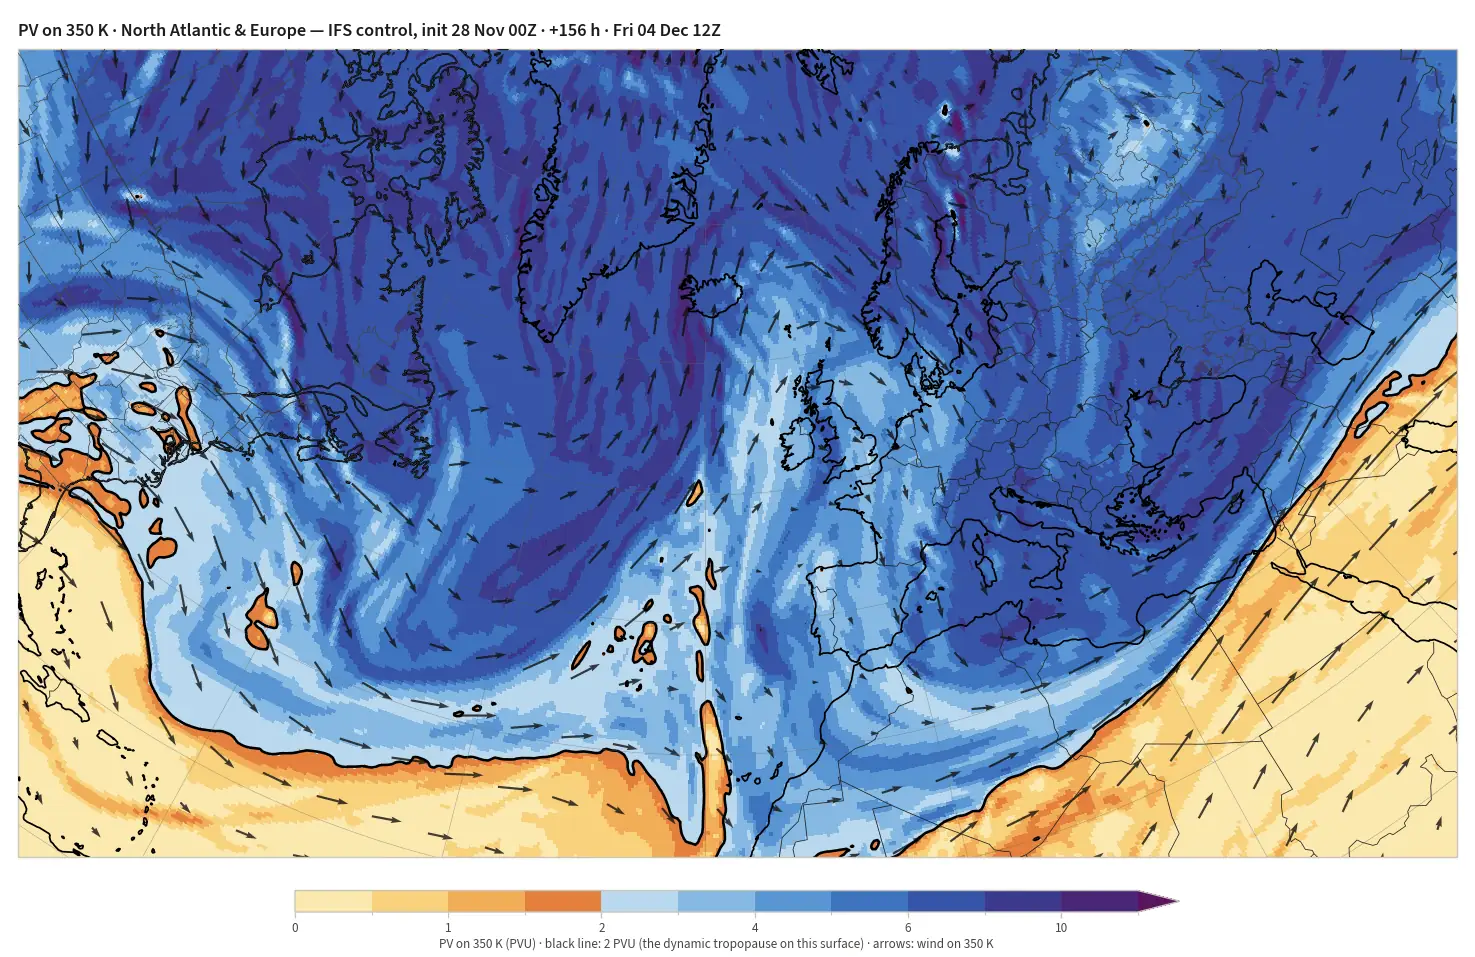 PV on 350 K · North Atlantic & Europe — IFS control, init 28 Nov 00Z · +156 h · Fri 04 Dec 12Z
0 1 2 4 6 10
PV on 350 K (PVU) · black line: 2 PVU (the dynamic tropopause on this surface) · arrows: wind on 350 K